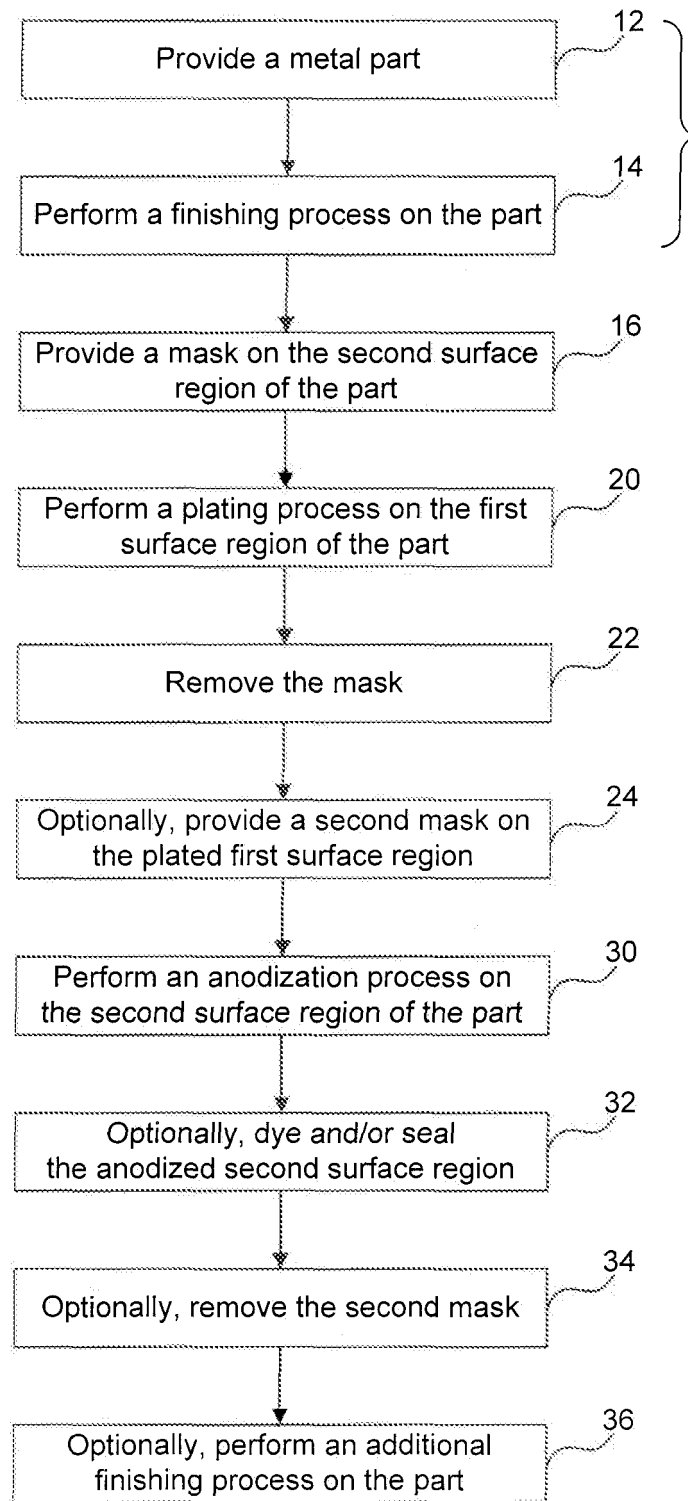 12
Provide a metal part
14
Perform a finishing process on the part
16
Provide a mask on the second surface
region of the part
20
Perform a plating process on the first
surface region of the part
22
Remove the mask
24
Optionally, provide a second mask on
the plated first surface region
30
Perform an anodization process on
the second surface region of the part
32
Optionally, dye and/or seal
the anodized second surface region
34
Optionally, remove the second mask
36
Optionally, perform an additional
finishing process on the part